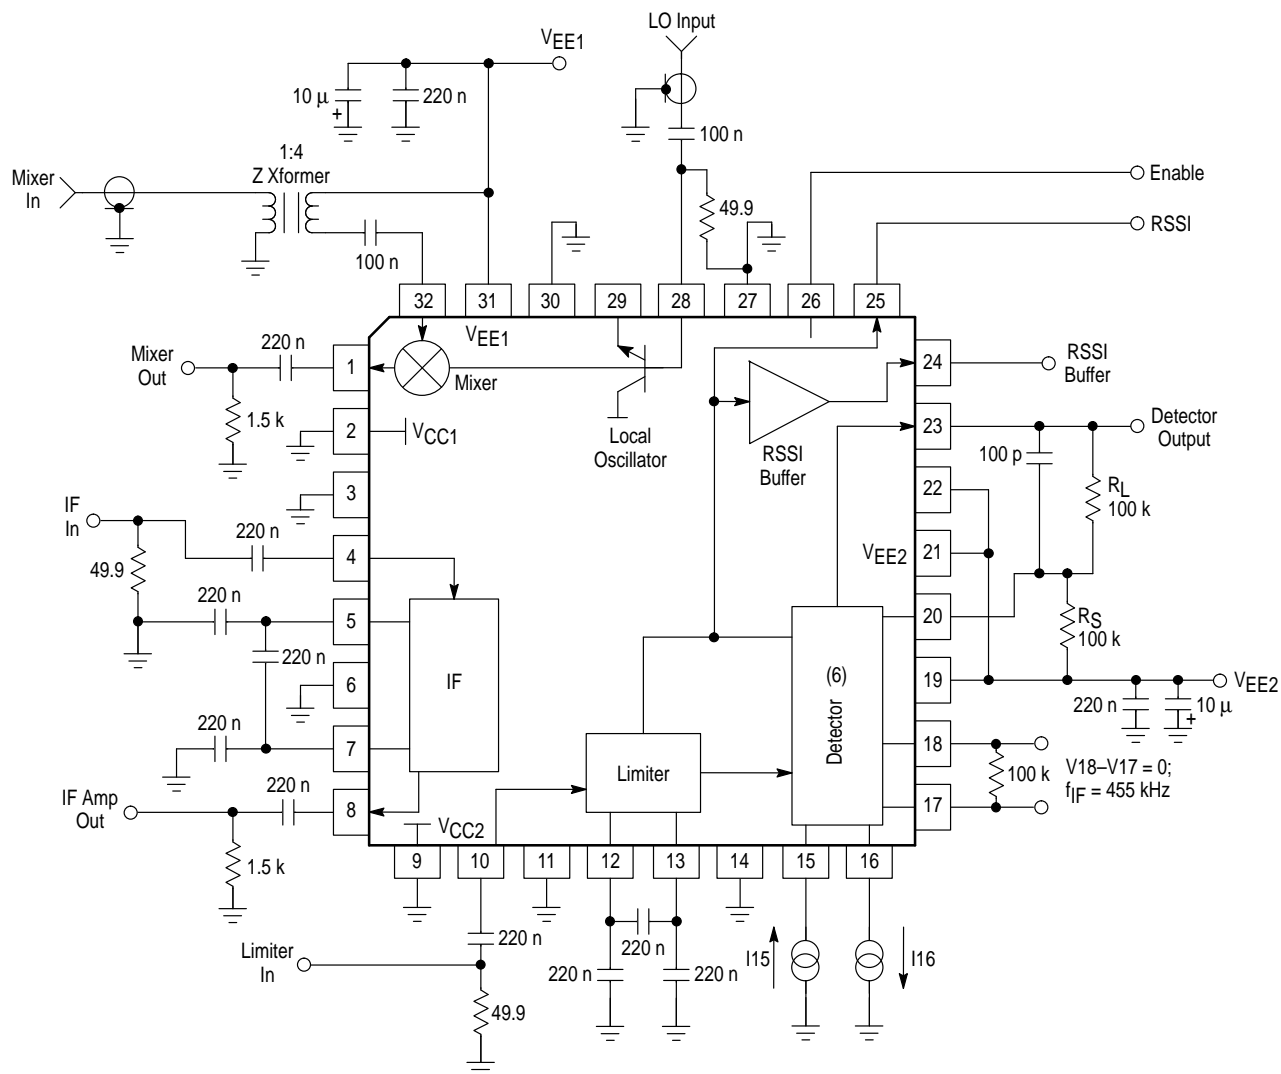 LO Input
VEE1
10 µ
+
220 n
100 n
1:4
Z Xformer
Mixer
In
100 n
49.9
Enable
RSSI
32
31
30
29
28
27
26
25
VEE1
Mixer
Out
220 n
1
Mixer
1.5 k
2
VCC1
Local
Oscillator
RSSI
Buffer
24
RSSI
Buffer
23
Detector
Output
100 p
RL
100 k
3
22
IF
In
220 n
4
49.9
VEE2
21
220 n
5
20
RS
100 k
220 n
IF
6
(6)
Detector
19
VEE2
220 n
10 µ
+
220 n
7
18
100 k
V18–V17 = 0;
fIF = 455 kHz
Limiter
17
IF Amp
Out
220 n
8
VCC2
1.5 k
9
10
11
12
13
14
15
16
220 n
Limiter
In
220 n
220 n
220 n
I15
I16
49.9